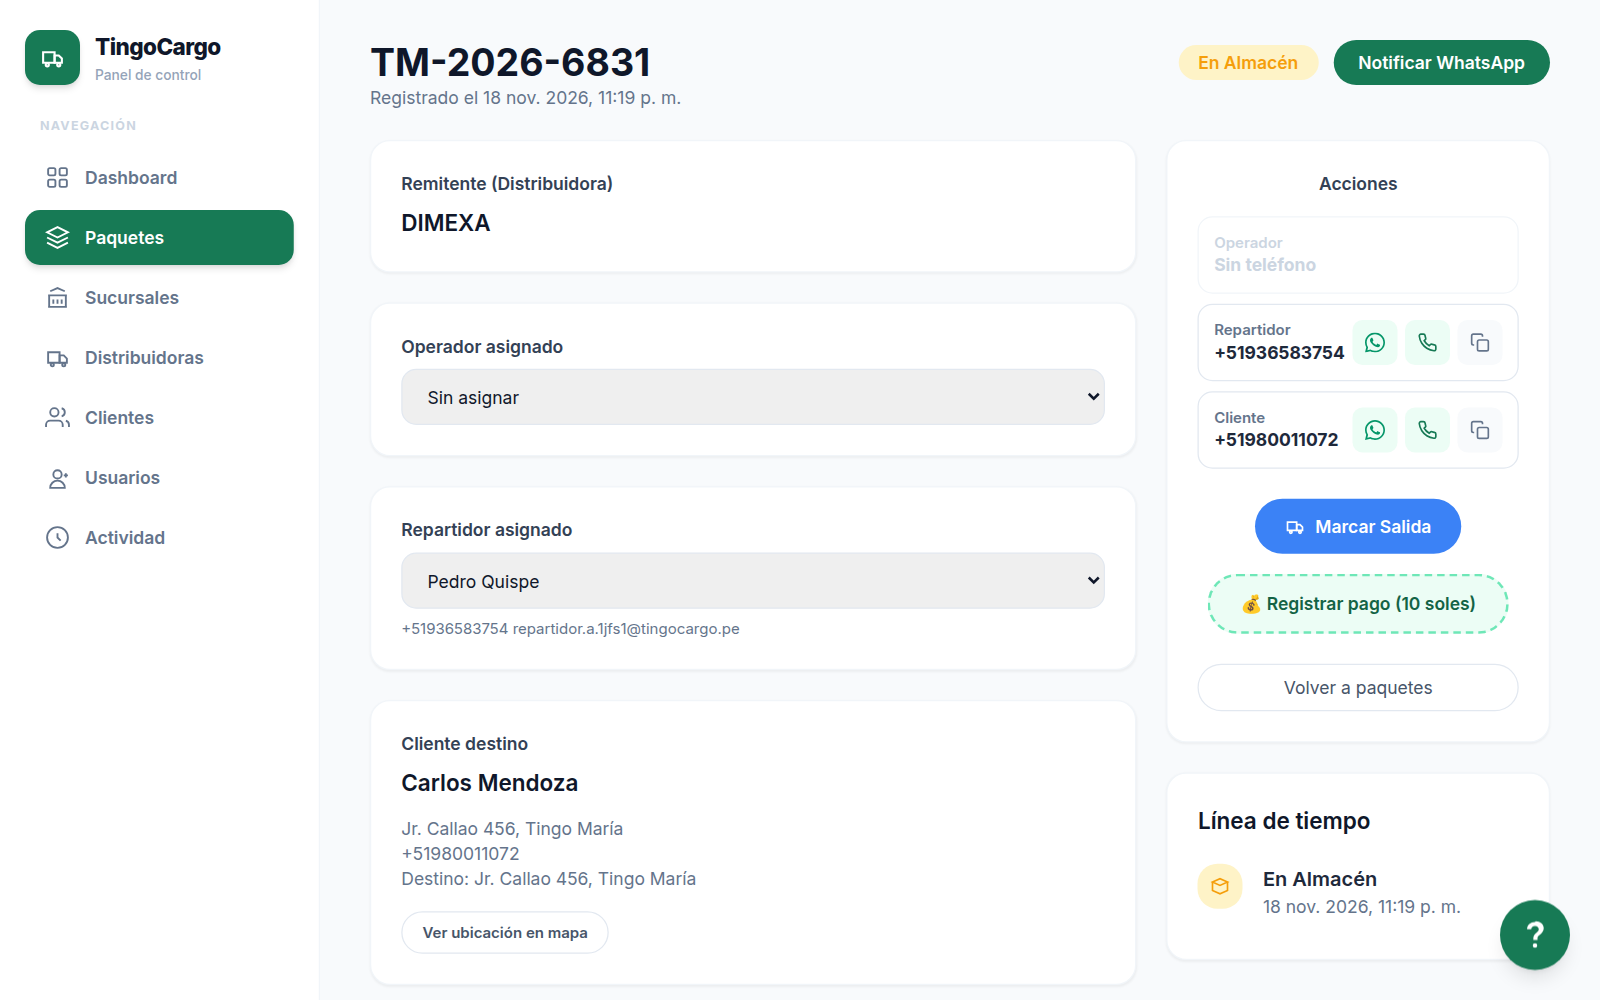 TingoCargo
Panel de control
NAVEGACIÓN
Dashboard
Paquetes
Sucursales
Distribuidoras
Clientes
Usuarios
Actividad
TM-2026-6831
Registrado el 18 nov. 2026, 11:19 p. m.
En Almacén
Notificar WhatsApp
Remitente (Distribuidora)
DIMEXA
Operador asignado
Sin asignar
Repartidor asignado
Pedro Quispe
+51936583754 repartidor.a.1jfs1@tingocargo.pe
Cliente destino
Carlos Mendoza
Jr. Callao 456, Tingo María
+51980011072
Destino: Jr. Callao 456, Tingo María
Ver ubicación en mapa
Acciones
Operador
Sin teléfono
Repartidor
+51936583754
Cliente
+51980011072
Marcar Salida
💰 Registrar pago (10 soles)
Volver a paquetes
Línea de tiempo
En Almacén
18 nov. 2026, 11:19 p. m.
?